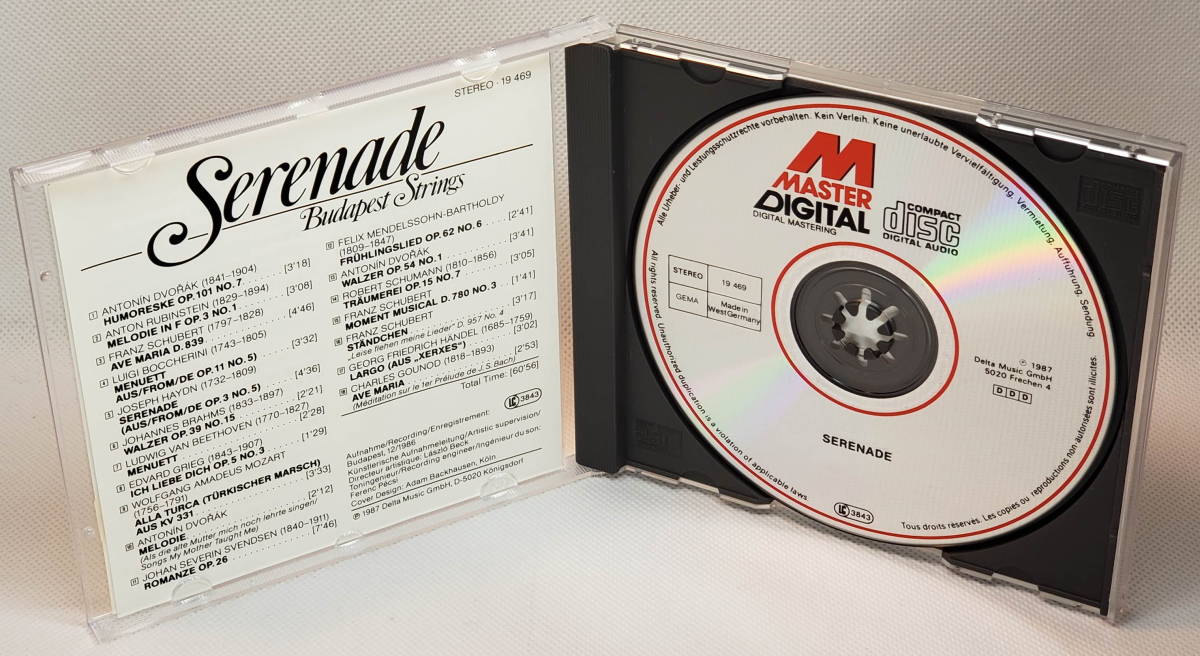 STEREO · 19 469
Serenade
Budapest Strings
1 ANTONÍN DVOŘÁK (1841–1904)
HUMORESKE OP. 101 NO. 7 [3'18]
2 ANTON RUBINSTEIN (1829–1894)
MELODIE IN F OP. 3 NO. 1 [3'08]
3 FRANZ SCHUBERT (1797–1828)
AVE MARIA D. 839 [4'46]
4 LUIGI BOCCHERINI (1743–1805)
MENUETT
AUS/FROM/DE OP. 11 NO. 5) [3'32]
5 JOSEPH HAYDN (1732–1809)
SERENADE
(AUS/FROM/DE OP. 3 NO. 5) [4'36]
6 JOHANNES BRAHMS (1833–1897)
WALZER OP. 39 NO. 15 [2'21]
7 LUDWIG VAN BEETHOVEN (1770–1827)
MENUETT [2'28]
8 EDVARD GRIEG (1843–1907)
ICH LIEBE DICH OP. 5 NO. 3 [1'29]
9 WOLFGANG AMADEUS MOZART
(1756–1791)
ALLA TURCA (TÜRKISCHER MARSCH)
AUS KV 331 [3'33]
10 ANTONÍN DVOŘÁK
MELODIE [2'12]
(Als die alte Mutter mich noch lehrte singen/
Songs My Mother Taught Me)
11 JOHAN SEVERIN SVENDSEN (1840–1911)
ROMANZE OP. 26 [7'46]
12 FELIX MENDELSSOHN-BARTHOLDY
(1809–1847)
FRÜHLINGSLIED OP. 62 NO. 6 [2'41]
13 ANTONÍN DVOŘÁK
WALZER OP. 54 NO. 1 [3'41]
14 ROBERT SCHUMANN (1810–1856)
TRÄUMEREI OP. 15 NO. 7 [3'05]
15 FRANZ SCHUBERT
MOMENT MUSICAL D. 780 NO. 3 [1'41]
16 FRANZ SCHUBERT
STÄNDCHEN [3'17]
„Leise flehen meine Lieder" D. 957 No. 4
17 GEORG FRIEDRICH HÄNDEL (1685–1759)
LARGO (AUS „XERXES") [3'02]
18 CHARLES GOUNOD (1818–1893)
AVE MARIA [2'53]
(Méditation sur le 1er Prélude de J. S. Bach)
Total Time: [60'56]
LC 3843
Aufnahme/Recording/Enregistrement:
Budapest, 12/1986
Künstlerische Aufnahmeleitung/Artistic supervision/
Directeur artistique: László Beck
Toningenieur/Recording engineer/Ingénieur du son:
Ferenc Pécsi
Cover Design: Adam Backhausen, Köln
℗ 1987 Delta Music GmbH, D-5020 Königsdorf
Alle Urheber- und Leistungsschutzrechte vorbehalten. Kein Verleih. Keine unerlaubte Vervielfältigung, Vermietung, Aufführung, Sendung.
M
MASTER
DIGITAL
DIGITAL MASTERING
COMPACT
disc
DIGITAL AUDIO
STEREO 19 469
GEMA Made in
West Germany
℗ 1987
Delta Music GmbH
5020 Frechen 4
D D D
SERENADE
LC 3843
All rights reserved. Unauthorized duplication is a violation of applicable laws
Tous droits réservés. Les copies ou reproductions non-autorisées sont illicites.